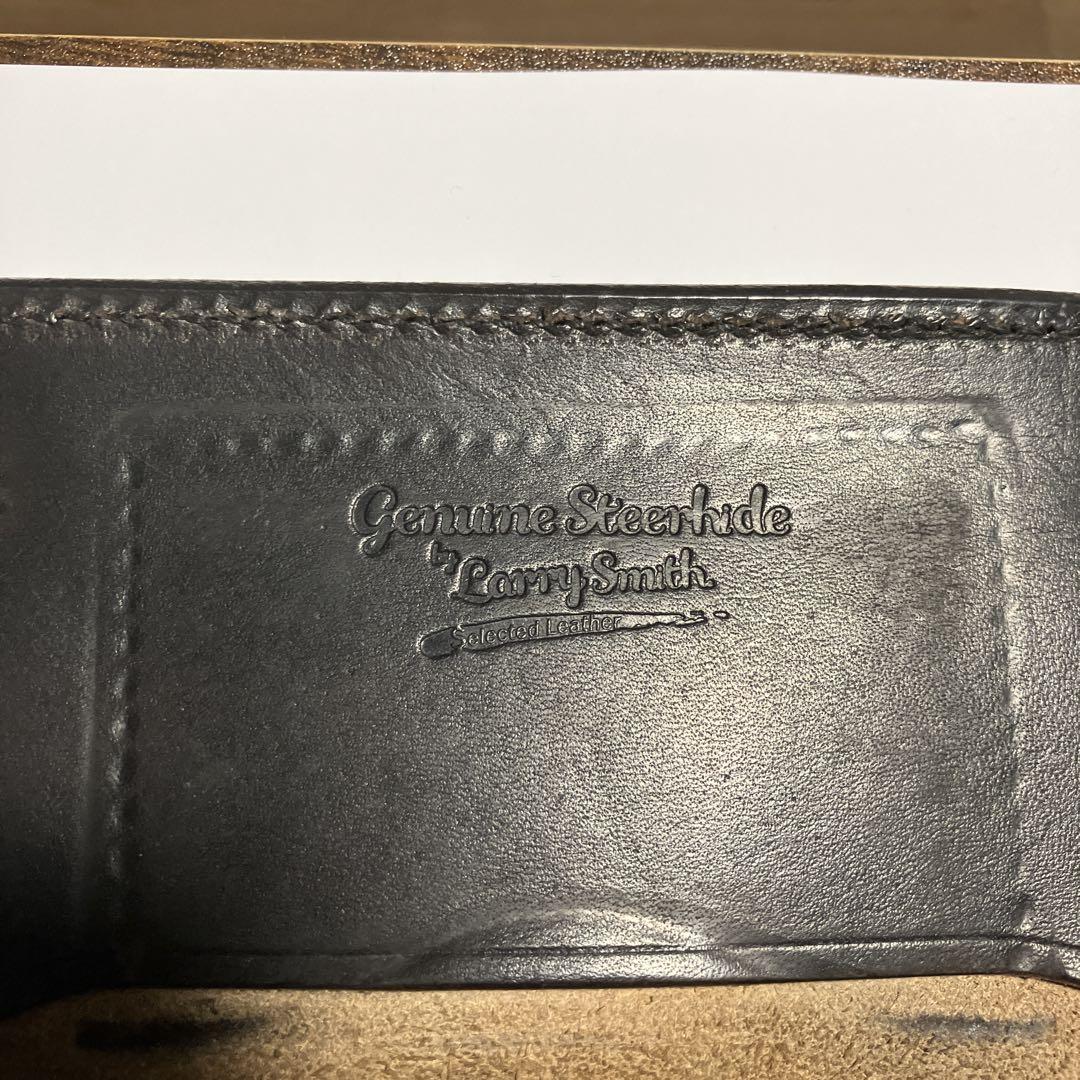 Genuine Steerhide
by Larry Smith
Selected Leather